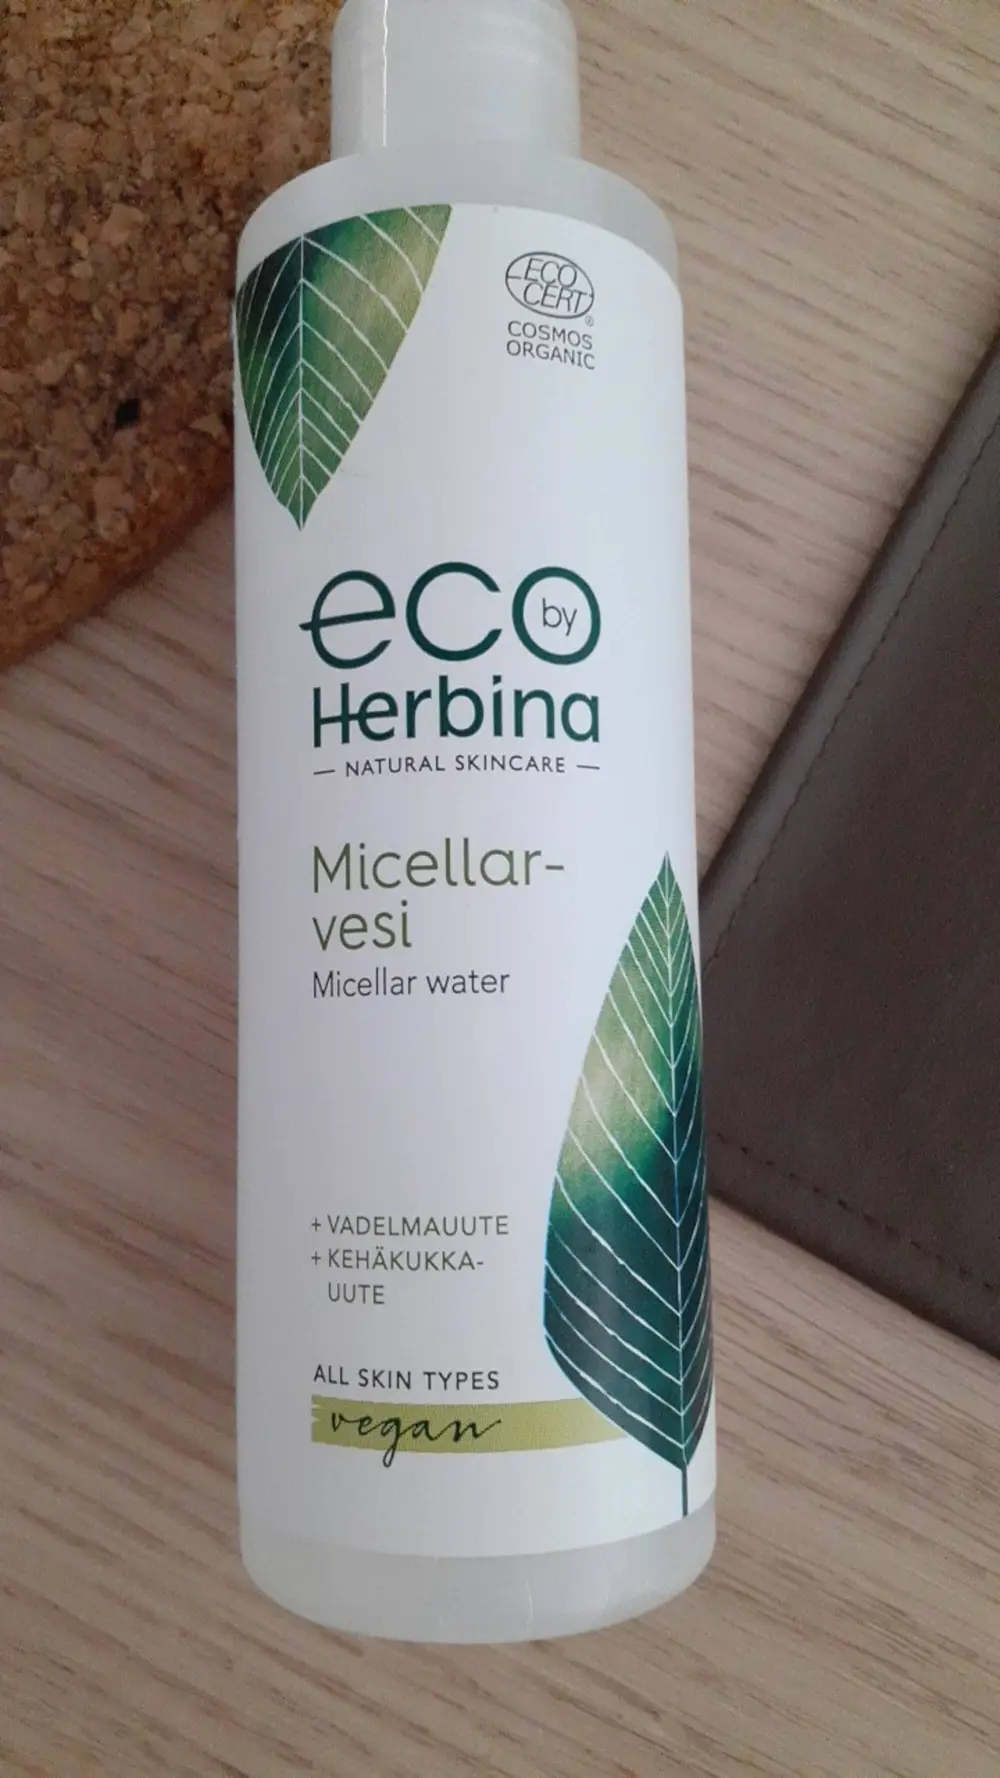 ECO
CERT®
COSMOS
ORGANIC
eco by
Herbina
— NATURAL SKINCARE —
Micellar-
vesi
Micellar water
+ VADELMAUUTE
+ KEHÄKUKKA-
UUTE
ALL SKIN TYPES
vegan